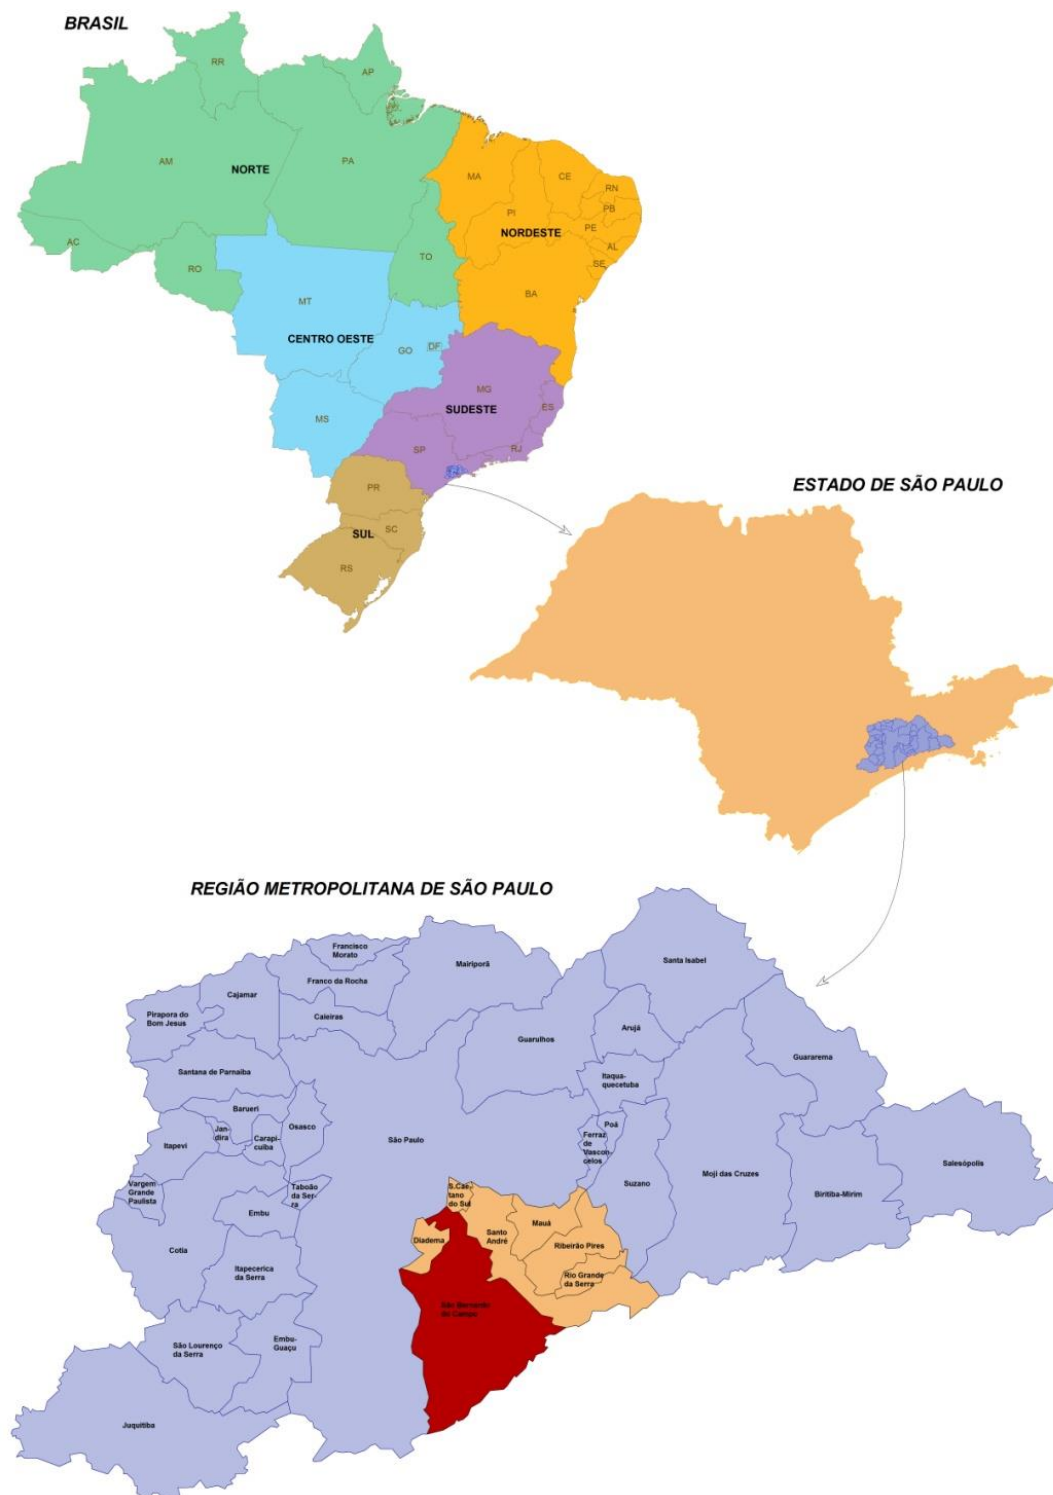 BRASIL
RR
AP
AM
NORTE
PA
MA
CE
RN
PB
PI
PE
NORDESTE
AL
SE
AC
RO
TO
BA
MT
CENTRO OESTE
GO
DF
MG
ES
SUDESTE
MS
SP
RJ
PR
SC
SUL
RS
ESTADO DE SÃO PAULO
REGIÃO METROPOLITANA DE SÃO PAULO
Francisco
Morato
Mairiporã
Santa Isabel
Franco da Rocha
Cajamar
Pirapora do
Bom Jesus
Caieiras
Arujá
Guarulhos
Guararema
Santana de Parnaíba
Itaqua-
quecetuba
Barueri
Osasco
Jan-
dira
Carapi-
cuíba
Itapevi
São Paulo
Poá
Ferraz
de
Vascon-
celos
Salesópolis
Moji das Cruzes
Suzano
Biritiba-Mirim
Vargem
Grande
Paulista
Taboão
da Ser-
ra
Embu
S.Cae-
tano
do Sul
Mauá
Santo
André
Diadema
Ribeirão Pires
Cotia
Itapecerica
da Serra
Rio Grande
da Serra
São Bernardo
do Campo
São Lourenço
da Serra
Embu-
Guaçu
Juquitiba